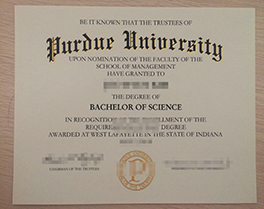 BE IT KNOWN THAT THE TRUSTEES OF
Purdue University
UPON NOMINATION OF THE FACULTY OF THE
SCHOOL OF MANAGEMENT
HAVE GRANTED TO
THE DEGREE OF
BACHELOR OF SCIENCE
IN RECOGNITION OF THE FULFILLMENT OF THE
DEGREE
AWARDED AT WEST LAFAYETTE IN THE STATE OF INDIANA
CHAIRMAN OF THE TRUSTEES